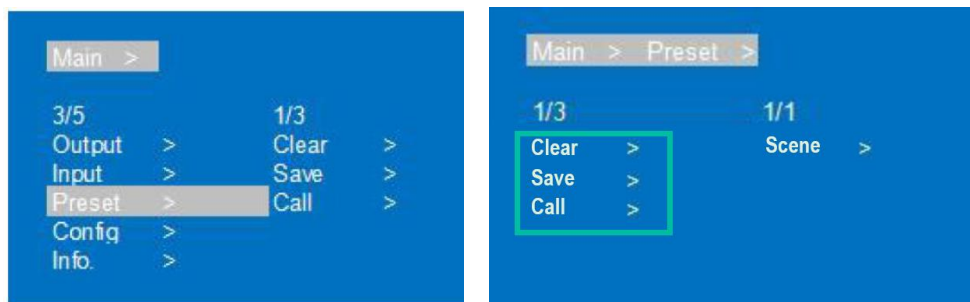 Main >
3/5 1/3
Output > Clear >
Input > Save >
Preset > Call >
Config >
Info. >
Main > Preset >
1/3 1/1
Clear > Scene >
Save >
Call >